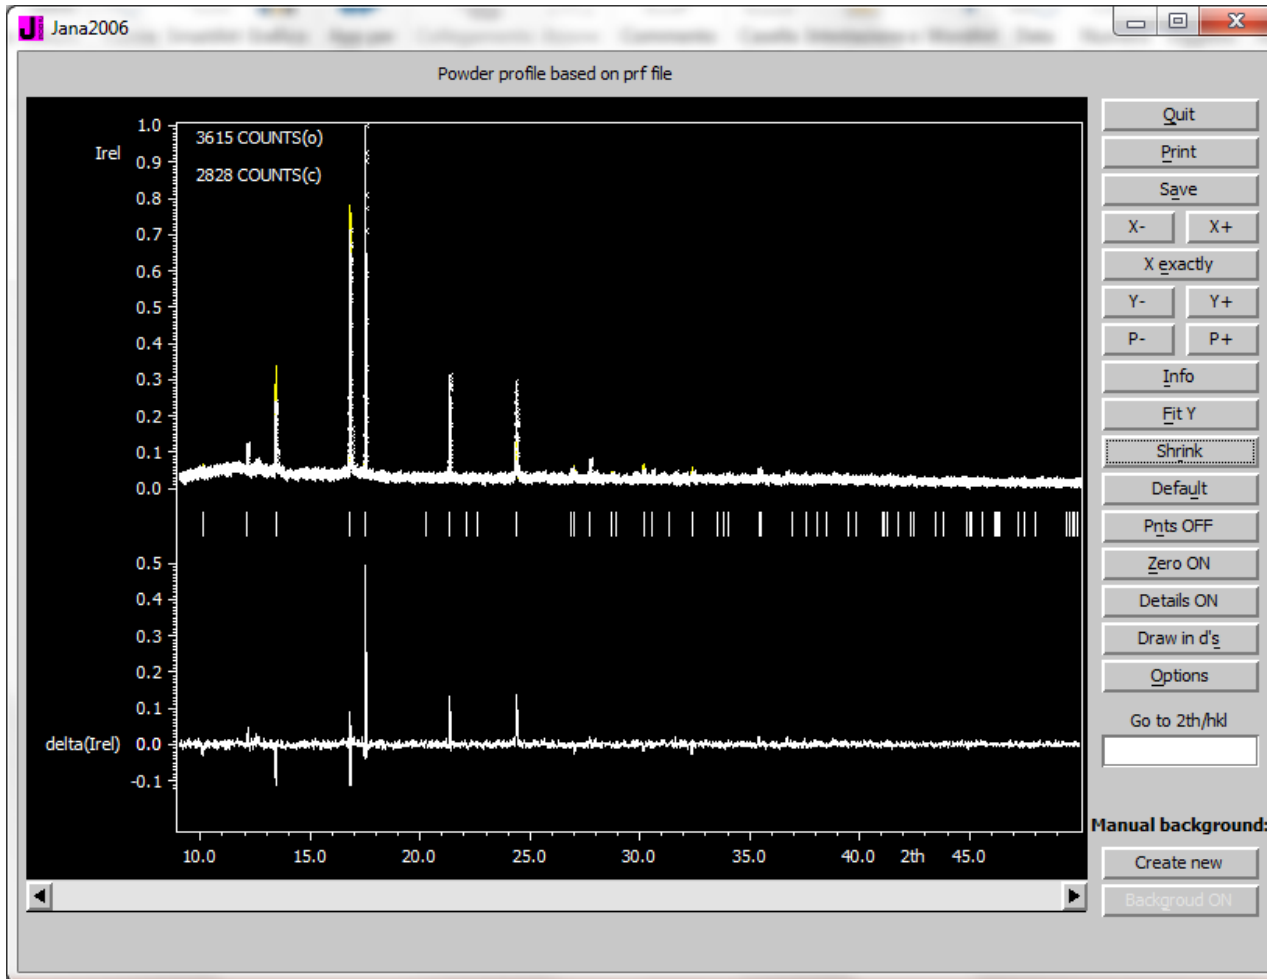 Jana2006
Powder profile based on prf file
3615 COUNTS(o)
2828 COUNTS(c)
Irel
1.0
0.9
0.8
0.7
0.6
0.5
0.4
0.3
0.2
0.1
0.0
0.5
0.4
0.3
0.2
0.1
delta(Irel) 0.0
-0.1
10.0 15.0 20.0 25.0 30.0 35.0 40.0 2th 45.0
Quit
Print
Save
X- X+
X exactly
Y- Y+
P- P+
Info
Fit Y
Shrink
Default
Pnts OFF
Zero ON
Details ON
Draw in d's
Options
Go to 2th/hkl
Manual background:
Create new
Backgroud ON